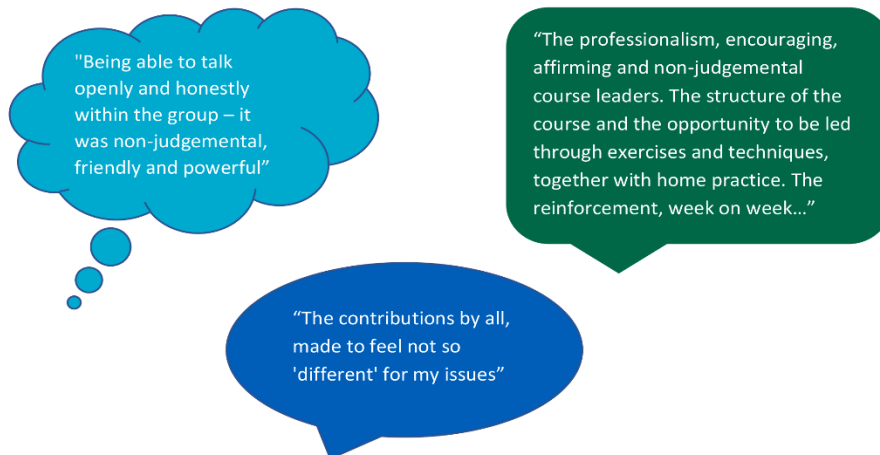 "Being able to talk
openly and honestly
within the group – it
was non-judgemental,
friendly and powerful”
“The professionalism, encouraging,
affirming and non-judgemental
course leaders. The structure of the
course and the opportunity to be led
through exercises and techniques,
together with home practice. The
reinforcement, week on week…”
“The contributions by all,
made to feel not so
'different' for my issues”